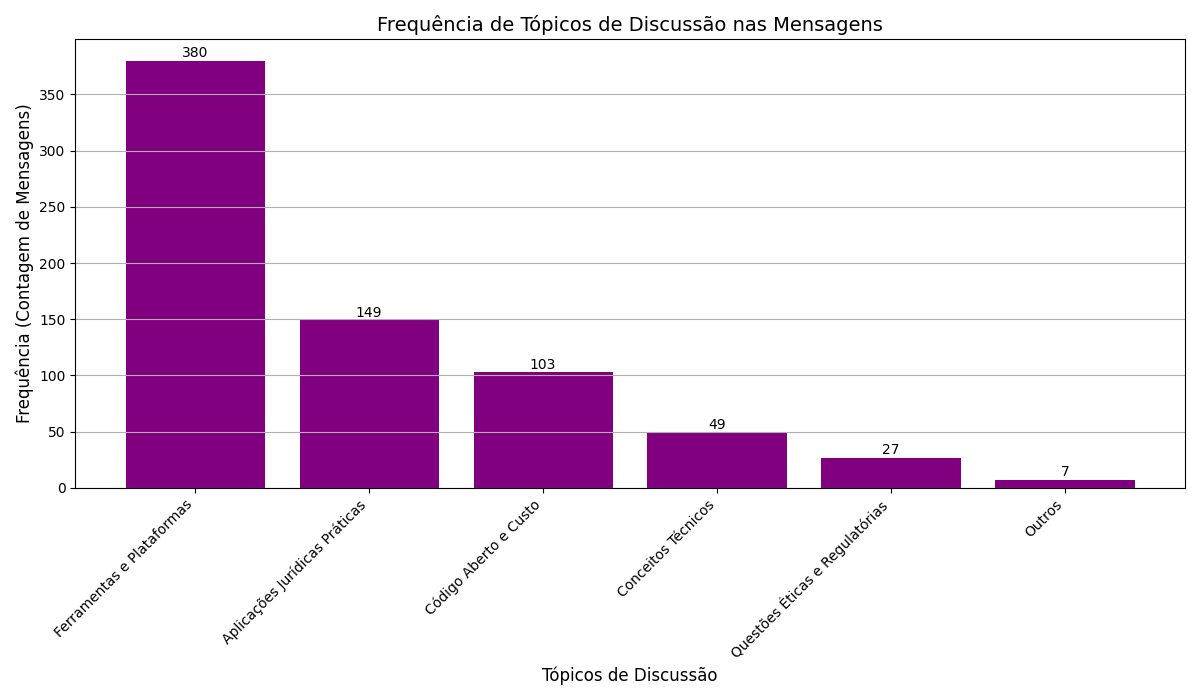 Frequência de Tópicos de Discussão nas Mensagens
Frequência (Contagem de Mensagens)
350
300
250
200
150
100
50
0
380
149
103
49
27
7
Ferramentas e Plataformas
Aplicações Jurídicas Práticas
Código Aberto e Custo
Conceitos Técnicos
Questões Éticas e Regulatórias
Outros
Tópicos de Discussão